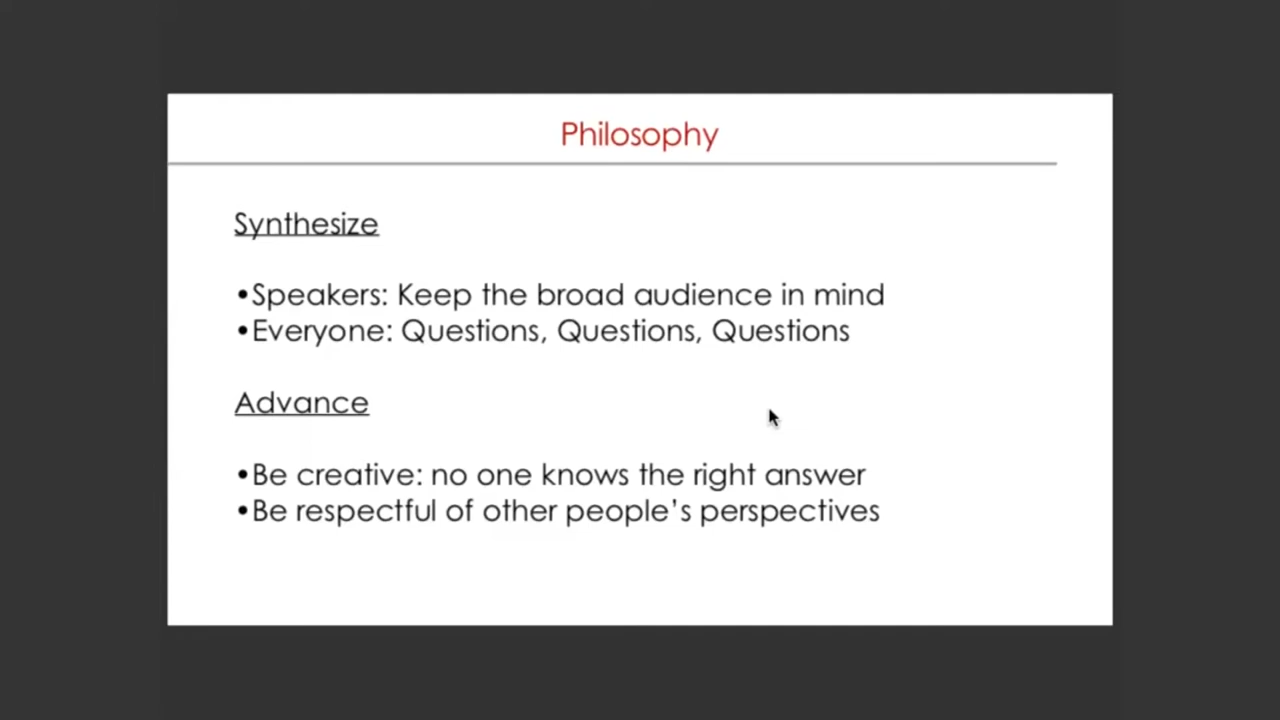 Philosophy
Synthesize
•Speakers: Keep the broad audience in mind
•Everyone: Questions, Questions, Questions
Advance
•Be creative: no one knows the right answer
•Be respectful of other people’s perspectives